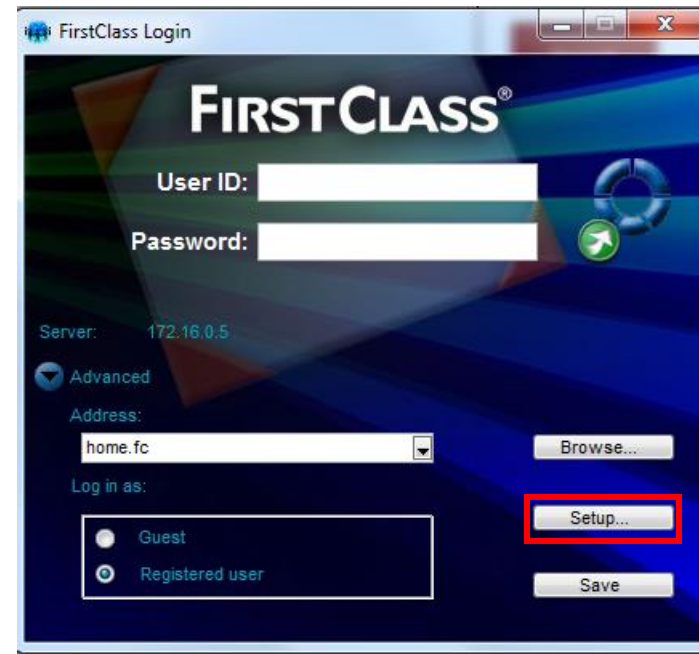 FirstClass Login
FIRSTCLASS®
User ID:
Password:
Server: 172.16.0.5
Advanced
Address:
home.fc
Browse...
Log in as:
Setup...
Guest
Registered user
Save